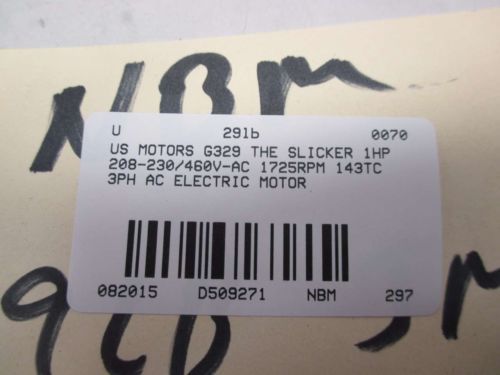 NBM
U 291b 0070
US MOTORS G329 THE SLICKER 1HP
208-230/460V-AC 1725RPM 143TC
3PH AC ELECTRIC MOTOR
082015 D509271 NBM 297